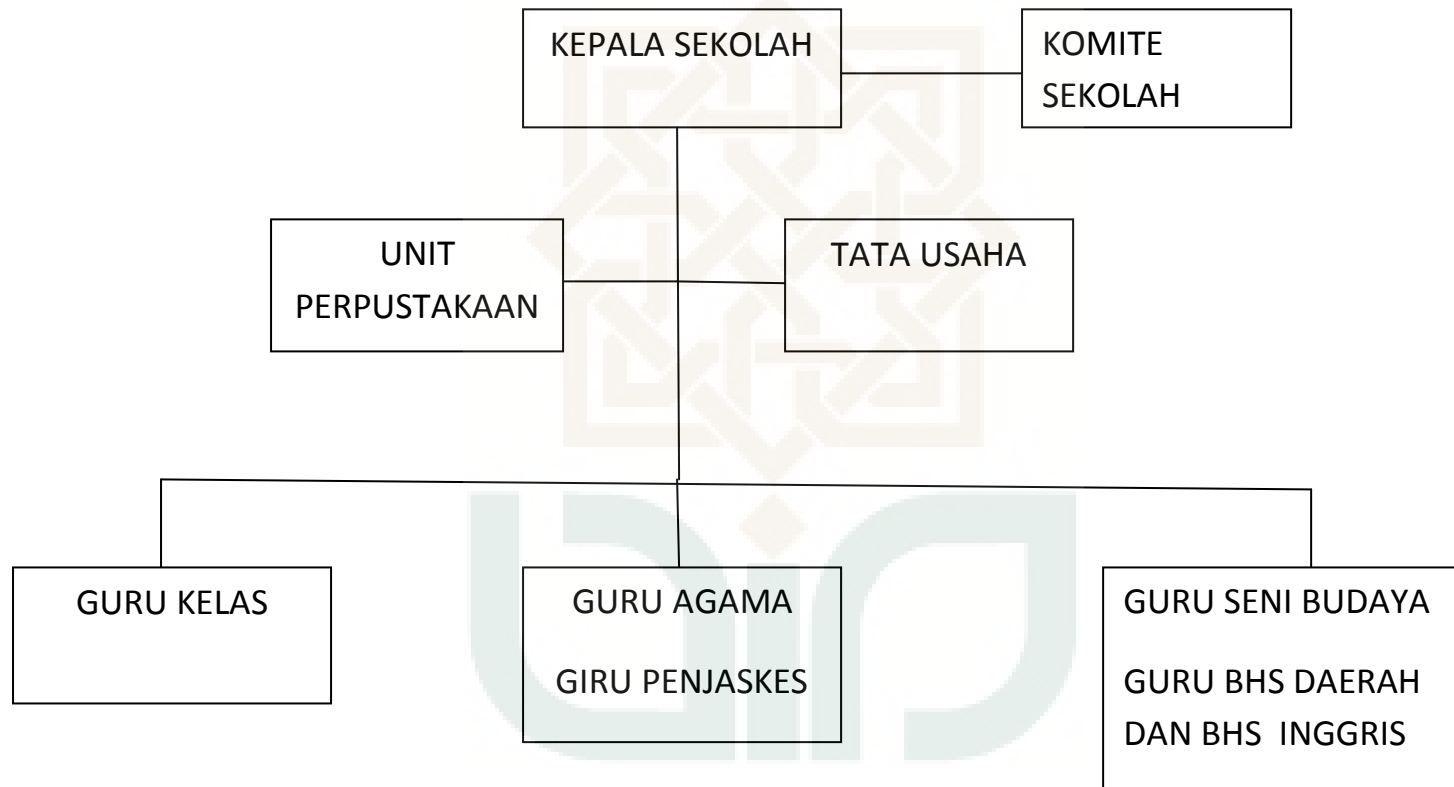 KEPALA SEKOLAH
KOMITE
SEKOLAH
UNIT
PERPUSTAKAAN
TATA USAHA
GURU KELAS
GURU AGAMA
GIRU PENJASKES
GURU SENI BUDAYA
GURU BHS DAERAH
DAN BHS INGGRIS